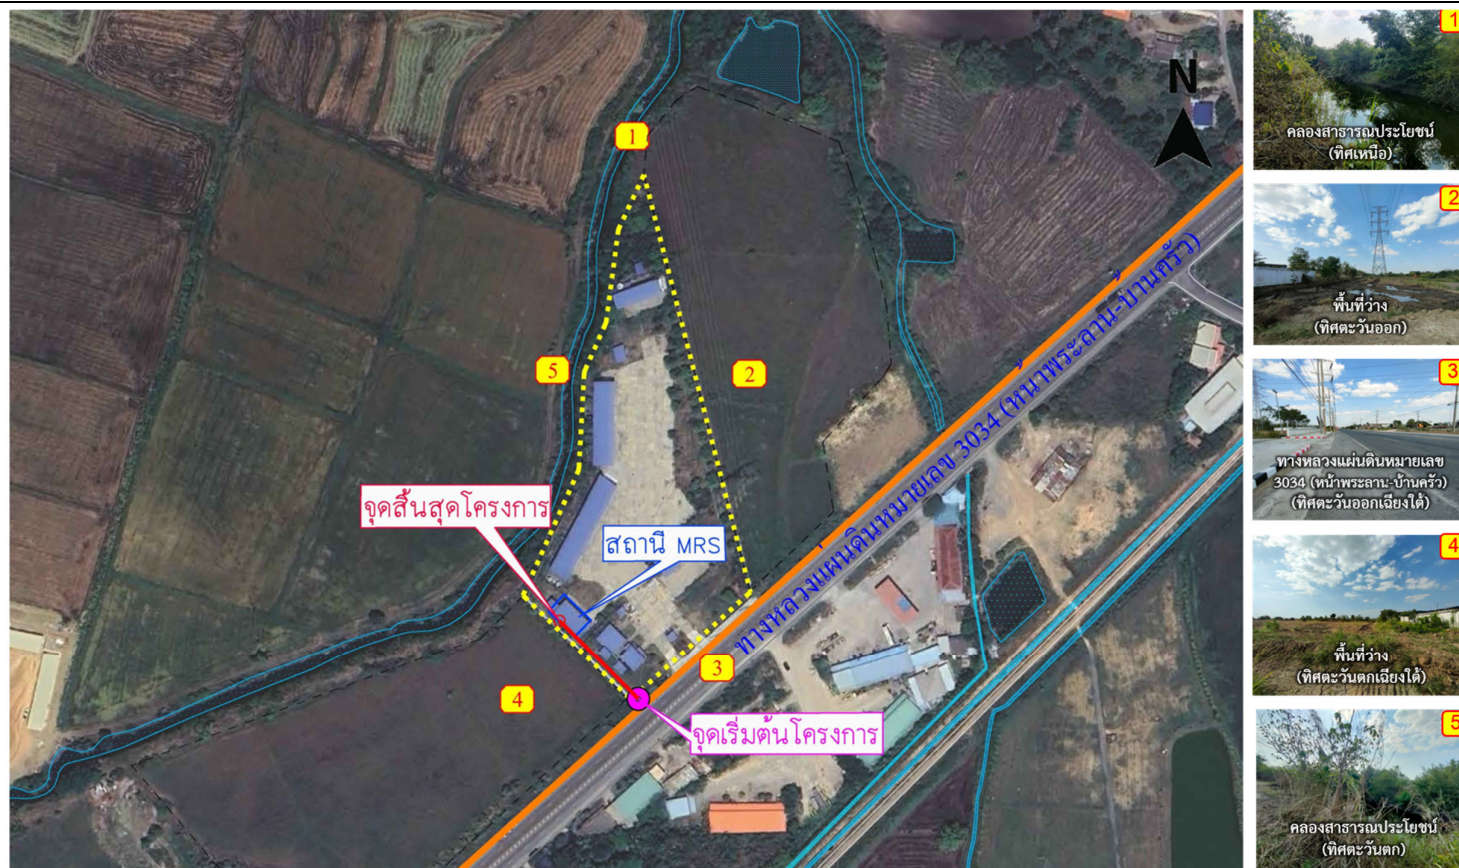 N
1
5
2
จุดสิ้นสุดโครงการ
สถานี MRS
ทางหลวงแผ่นดินหมายเลข 3034 (หน้าพระลาน-บ้านครัว)
3
4
จุดเริ่มต้นโครงการ
1
คลองสาธารณประโยชน์
(ทิศเหนือ)
2
พื้นที่ว่าง
(ทิศตะวันออก)
3
ทางหลวงแผ่นดินหมายเลข
3034 (หน้าพระลาน-บ้านครัว)
(ทิศตะวันออกเฉียงใต้)
4
พื้นที่ว่าง
(ทิศตะวันตกเฉียงใต้)
5
คลองสาธารณประโยชน์
(ทิศตะวันตก)